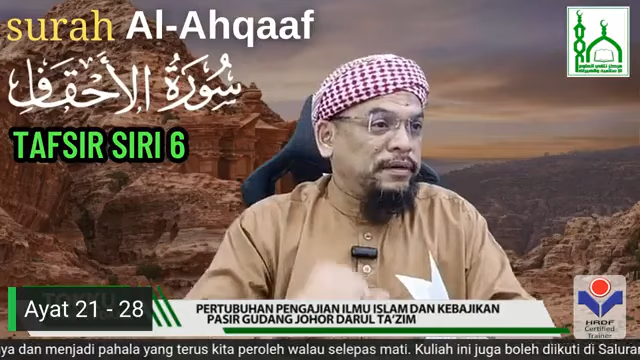 surah Al-Ahqaaf
سُورَةُ الأَحْقَافِ
TAFSIR SIRI 6
Ayat 21 - 28
PERTUBUHAN PENGAJIAN ILMU ISLAM DAN KEBAJIKAN
PASIR GUDANG JOHOR DARUL TA'ZIM
HRDF
Certified
Trainer
aya dan menjadi pahala yang terus kita peroleh walau selepas mati. Kuliah ini juga boleh diikuti di Salura